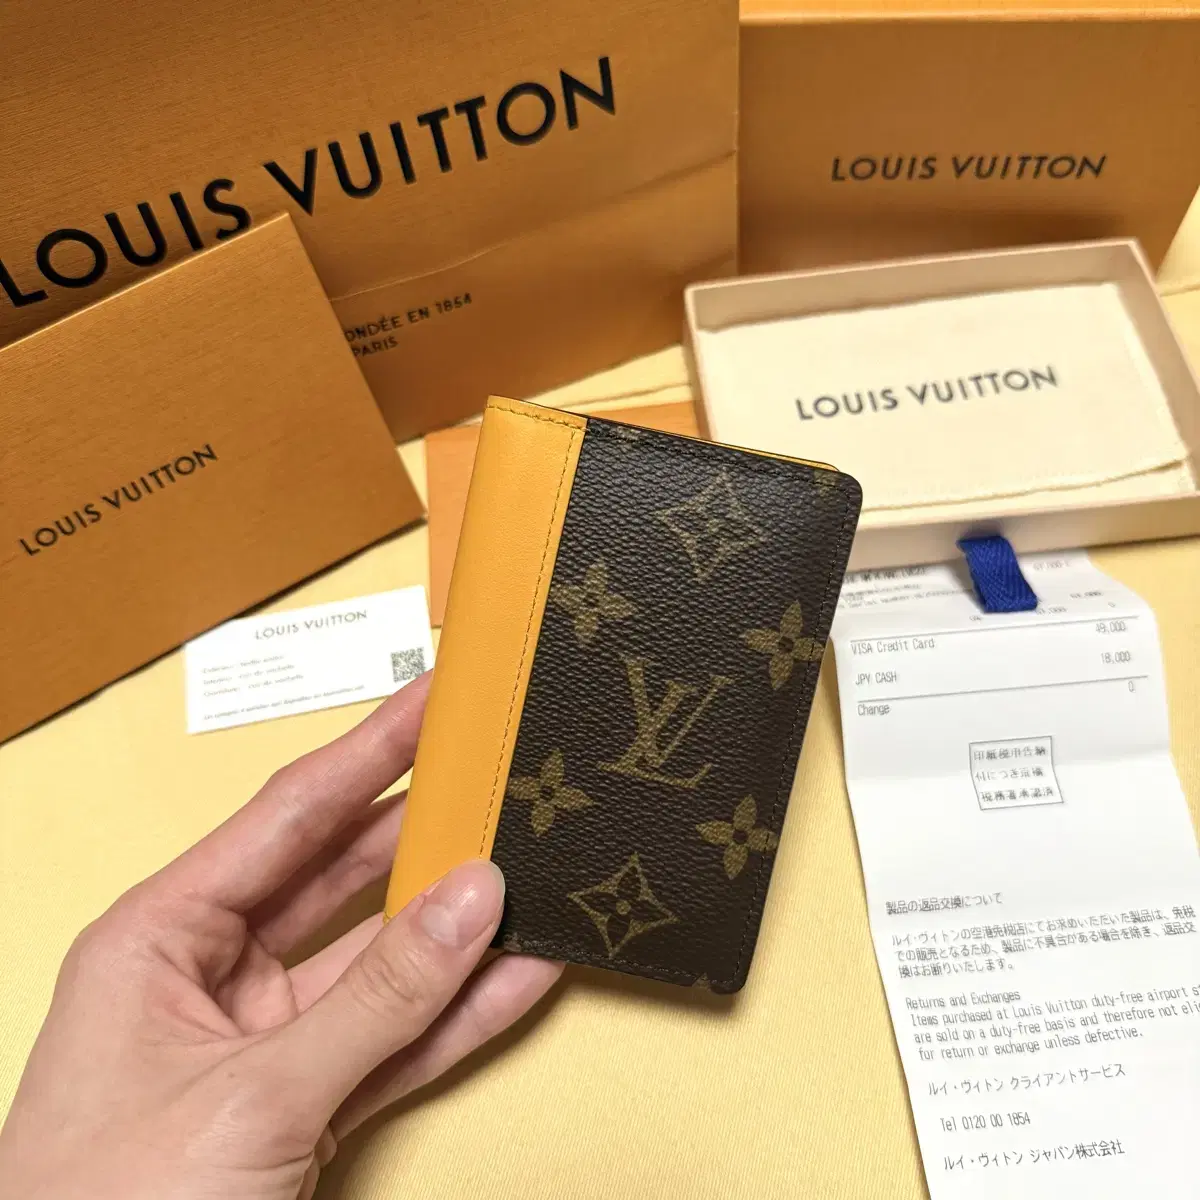 LOUIS VUITTON
ONDÉE EN 1854
PARIS
LOUIS VUITTON
LOUIS VUITTON
LOUIS VUITTON
LOUIS VUITTON
LV
VISA Credit Card
49,000
JPY CASH
18,000
Change
0
印紙税申告納
付につき 麹 橋
税務署承認済
製品の返品交換について
ルイ・ヴィトンの空港免税店にてお求めいただいた製品は、免税
での販売となるため、製品に不具合がある場合を除き、返品交
換はお断りいたします。
Returns and Exchanges
Items purchased at Louis Vuitton duty-free airport s
are sold on a duty-free basis and therefore not eli
for return or exchange unless defective.
ルイ・ヴィトン クライアントサービス
Tel 0120 00 1854
ルイ・ヴィトン ジャパン株式会社